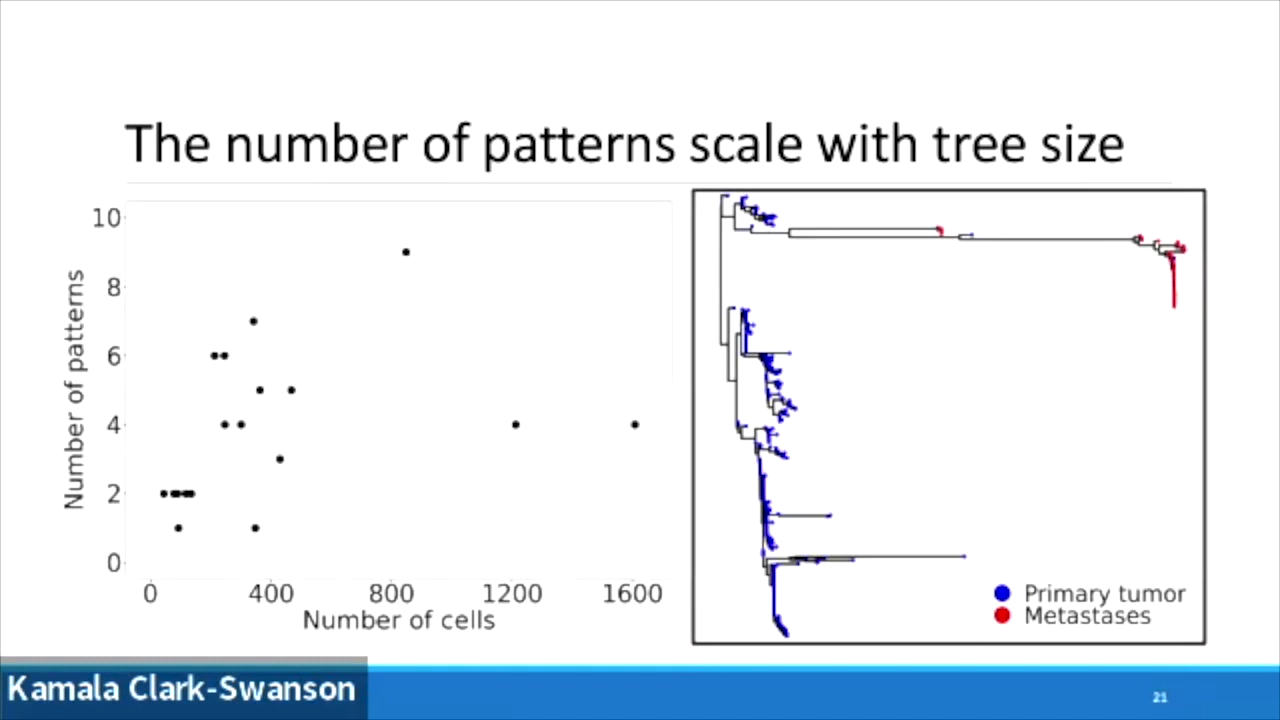 The number of patterns scale with tree size
10
8
6
4
2
0
Number of patterns
0 400 800 1200 1600
Number of cells
Primary tumor
Metastases
Kamala Clark-Swanson
21